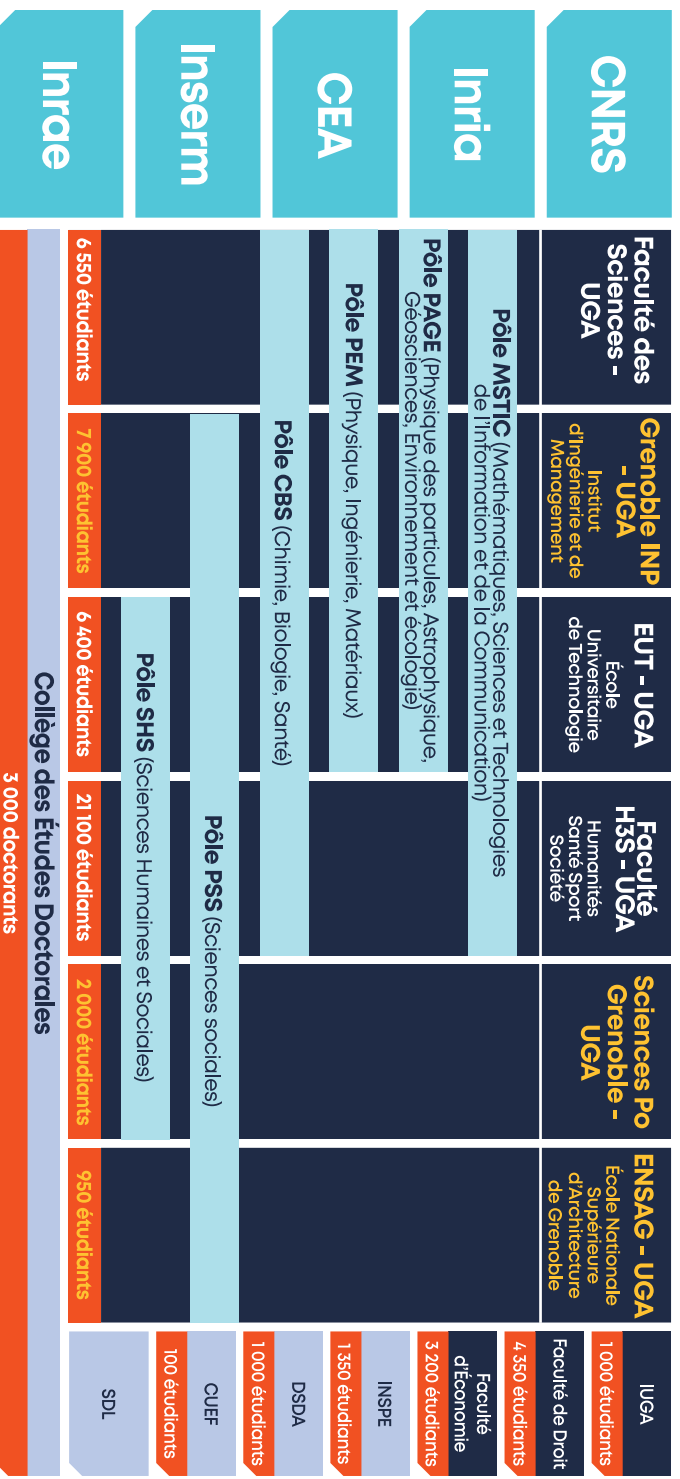 CNRS
Inria
CEA
Inserm
Inrae
Faculté des
Sciences -
UGA
Grenoble INP
- UGA
Institut
d'Ingénierie et de
Management
EUT - UGA
École
Universitaire
de Technologie
Faculté
H3S - UGA
Humanités
Santé Sport
Société
Sciences Po
Grenoble -
UGA
ENSAG - UGA
École Nationale
Supérieure
d'Architecture
de Grenoble
Pôle MSTIC (Mathématiques, Sciences et Technologies
de l'Information et de la Communication)
Pôle PAGE (Physique des particules, Astrophysique,
Géosciences, Environnement et écologie)
Pôle PEM (Physique, Ingénierie, Matériaux)
Pôle CBS (Chimie, Biologie, Santé)
Pôle PSS (Sciences sociales)
Pôle SHS (Sciences Humaines et Sociales)
6 550 étudiants
7 900 étudiants
6 400 étudiants
21 100 étudiants
2 000 étudiants
950 étudiants
IUGA
1 000 étudiants
Faculté de Droit
4 350 étudiants
Faculté
d'Économie
3 200 étudiants
INSPE
1 350 étudiants
DSDA
1 000 étudiants
CUEF
100 étudiants
SDL
Collège des Études Doctorales
3 000 doctorants